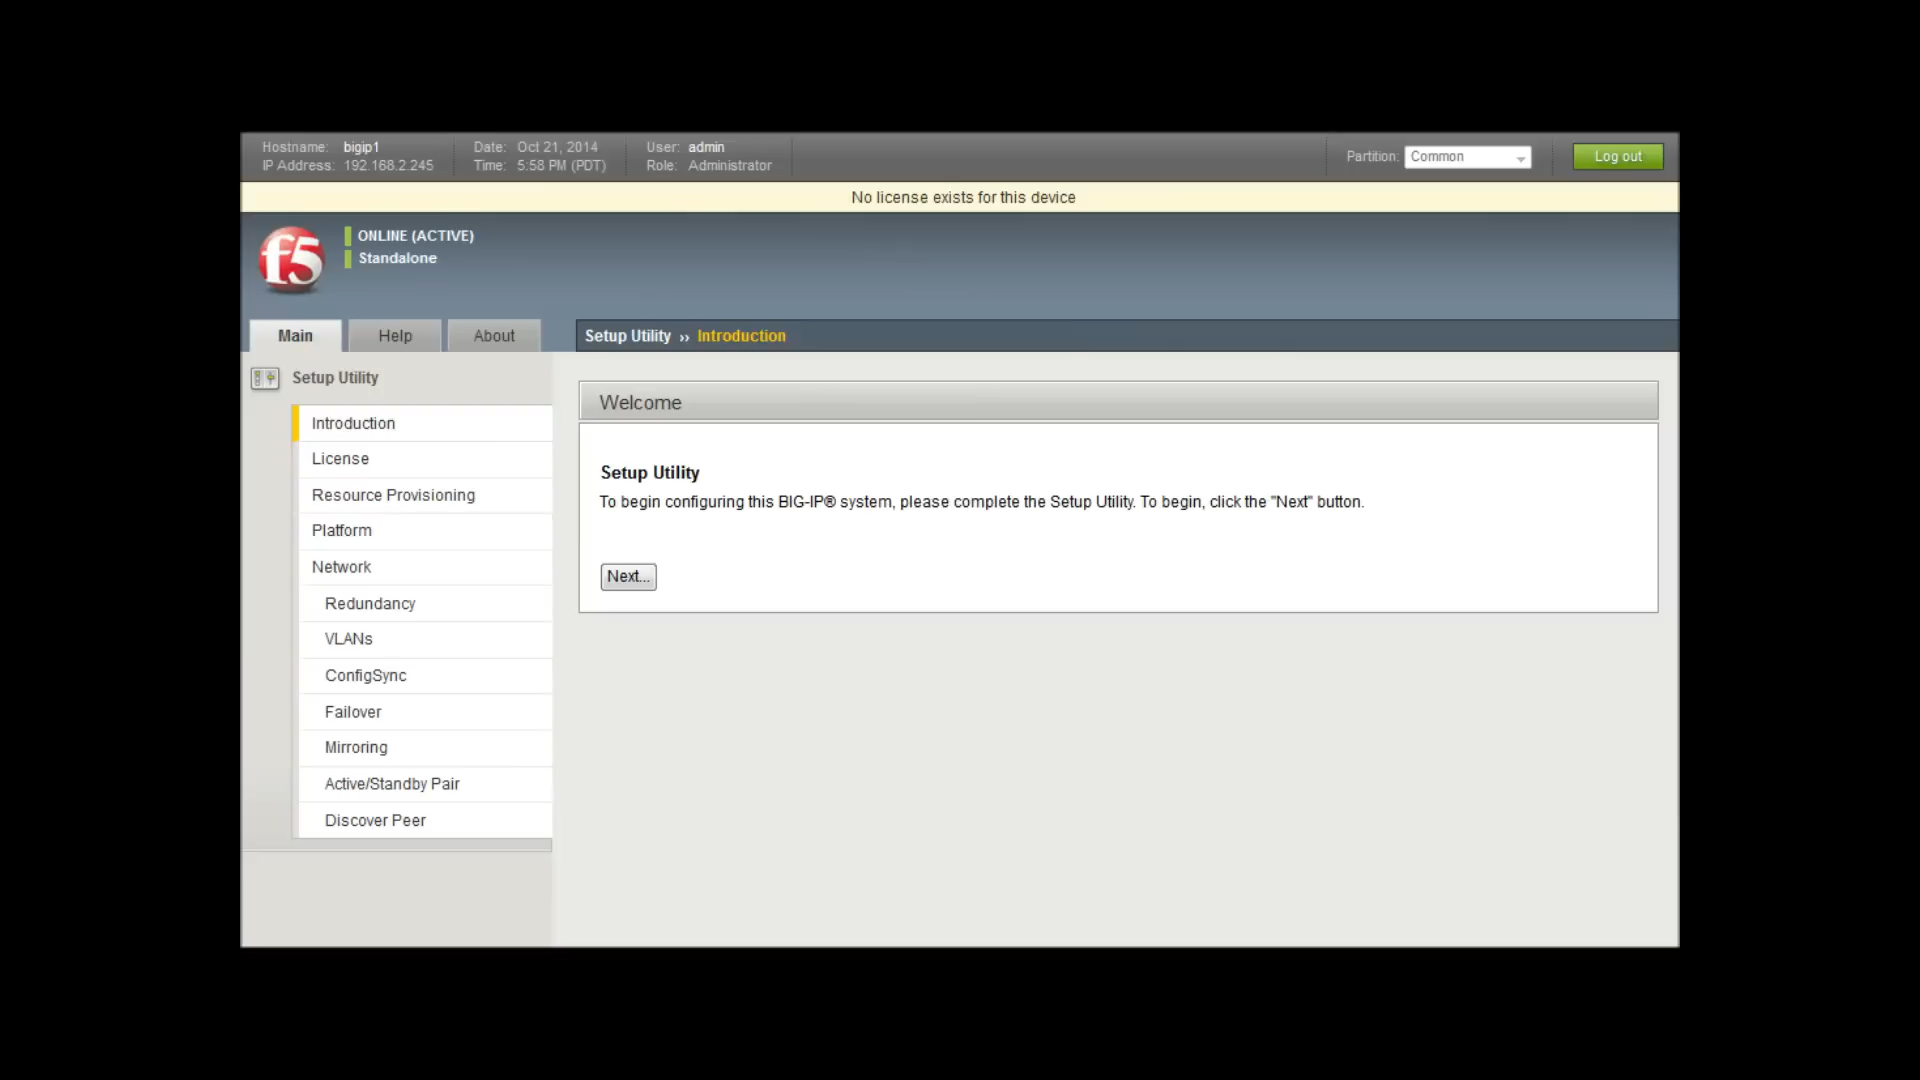 Hostname: bigip1 Date: Oct 21, 2014 User: admin
IP Address: 192.168.2.245 Time: 5:58 PM (PDT) Role: Administrator
Partition: Common Log out
No license exists for this device
f5
ONLINE (ACTIVE)
Standalone
Main Help About
Setup Utility ›› Introduction
Setup Utility
Introduction
License
Resource Provisioning
Platform
Network
Redundancy
VLANs
ConfigSync
Failover
Mirroring
Active/Standby Pair
Discover Peer
Welcome
Setup Utility
To begin configuring this BIG-IP® system, please complete the Setup Utility. To begin, click the "Next" button.
Next...